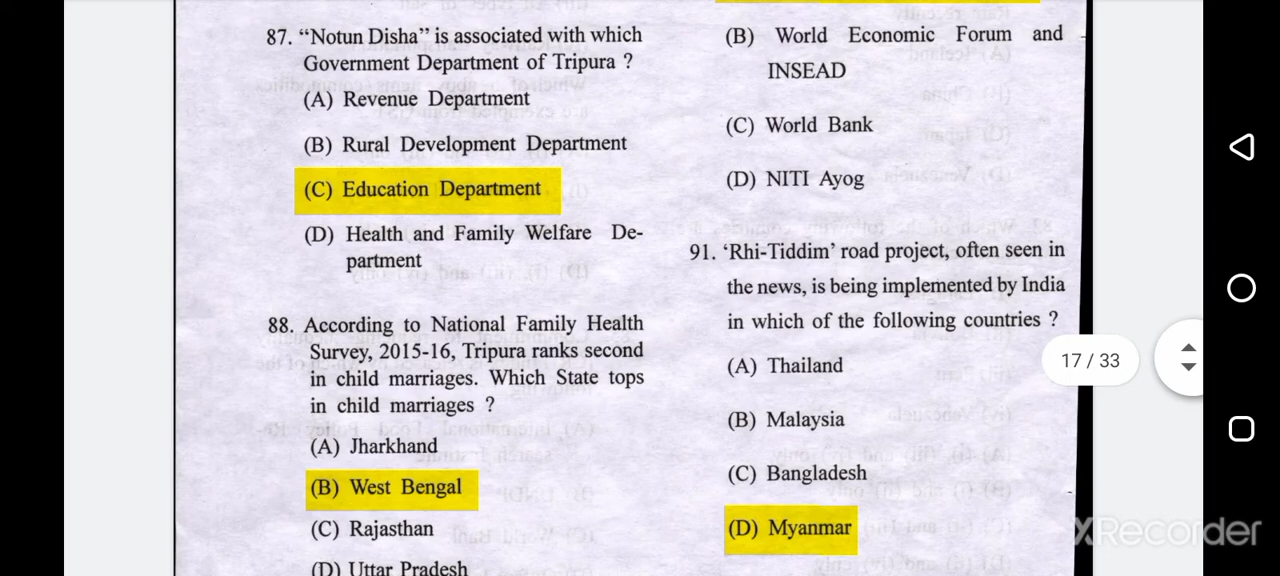 87. “Notun Disha” is associated with which
Government Department of Tripura ?
(A) Revenue Department
(B) Rural Development Department
(C) Education Department
(D) Health and Family Welfare De-
partment
88. According to National Family Health
Survey, 2015-16, Tripura ranks second
in child marriages. Which State tops
in child marriages ?
(A) Jharkhand
(B) West Bengal
(C) Rajasthan
(D) Uttar Pradesh
(B) World Economic Forum and
INSEAD
(C) World Bank
(D) NITI Ayog
91. ‘Rhi-Tiddim’ road project, often seen in
the news, is being implemented by India
in which of the following countries ?
(A) Thailand
(B) Malaysia
(C) Bangladesh
(D) Myanmar
17 / 33
XRecorder